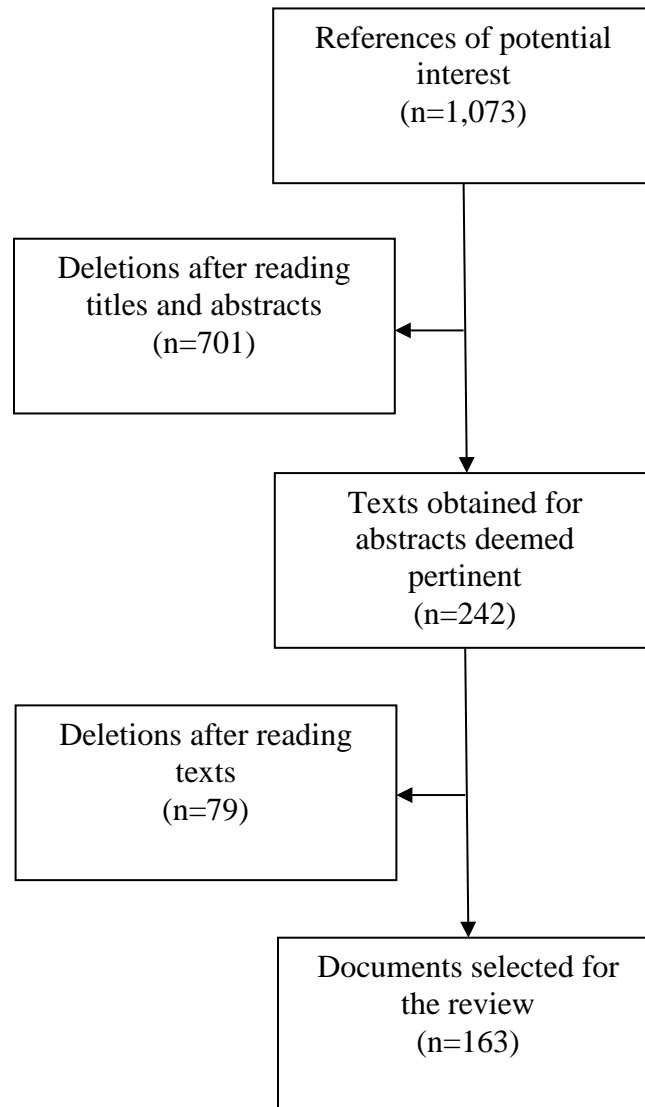 References of potential
interest
(n=1,073)
Deletions after reading
titles and abstracts
(n=701)
Texts obtained for
abstracts deemed
pertinent
(n=242)
Deletions after reading
texts
(n=79)
Documents selected for
the review
(n=163)